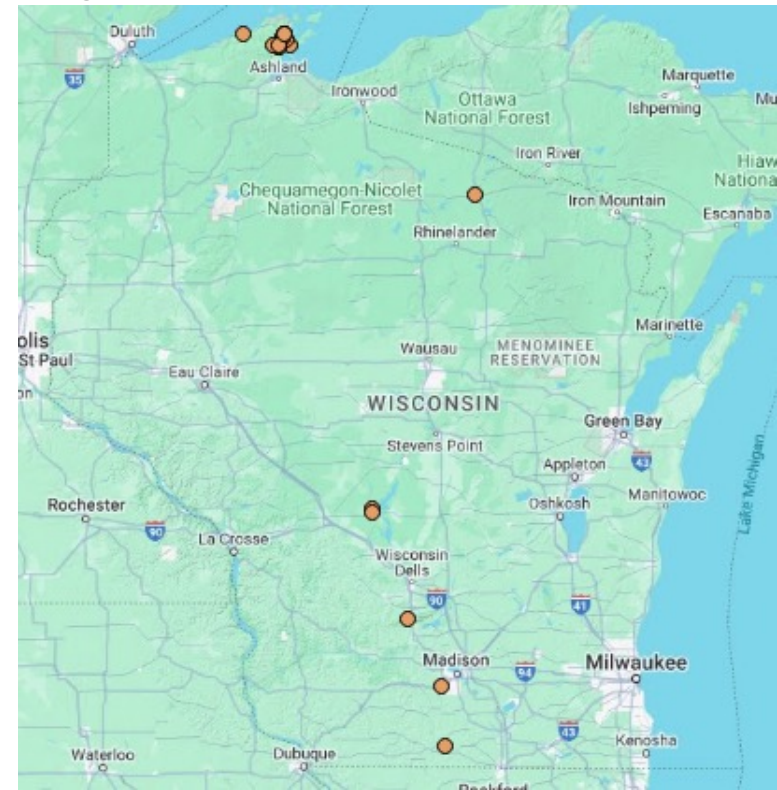 Duluth
35
Ashland
Ironwood
Marquette
Ishpeming
Mu
Ottawa
National Forest
Iron River
Hiaw
Nationa
Chequamegon-Nicolet
National Forest
Iron Mountain
Escanaba
Rhinelander
Marinette
olis
St Paul
on
Wausau
MENOMINEE
RESERVATION
Eau Claire
WISCONSIN
Green Bay
Stevens Point
43
Appleton
Lake Michigan
Rochester
90
Oshkosh
Manitowoc
La Crosse
Wisconsin
Dells
90
41
Madison
94
Milwaukee
43
Kenosha
Waterloo
Dubuque
Rockford